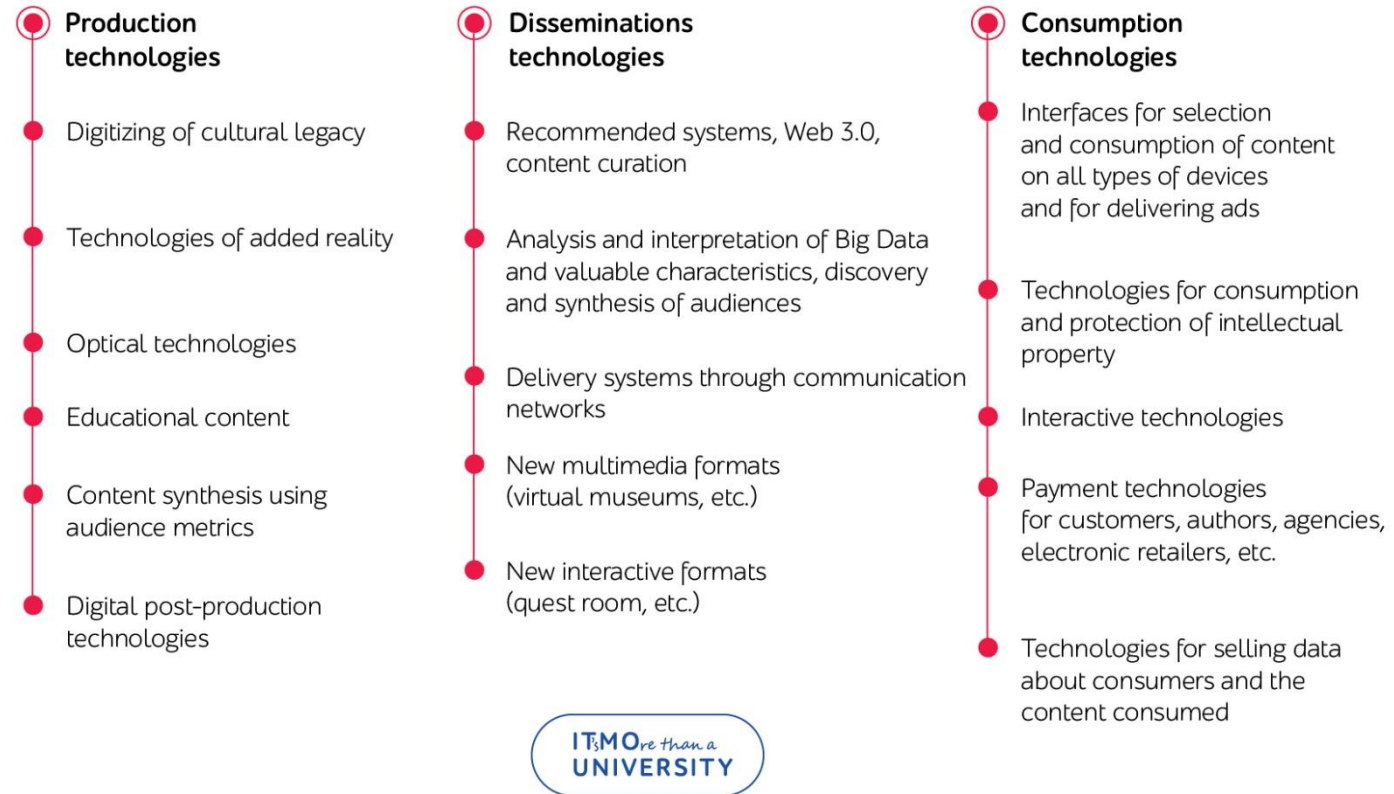 Production
technologies
Digitizing of cultural legacy
Technologies of added reality
Optical technologies
Educational content
Content synthesis using
audience metrics
Digital post-production
technologies
Disseminations
technologies
Recommended systems, Web 3.0,
content curation
Analysis and interpretation of Big Data
and valuable characteristics, discovery
and synthesis of audiences
Delivery systems through communication
networks
New multimedia formats
(virtual museums, etc.)
New interactive formats
(quest room, etc.)
Consumption
technologies
Interfaces for selection
and consumption of content
on all types of devices
and for delivering ads
Technologies for consumption
and protection of intellectual
property
Interactive technologies
Payment technologies
for customers, authors, agencies,
electronic retailers, etc.
Technologies for selling data
about consumers and the
content consumed
IT'sMOre than a
UNIVERSITY